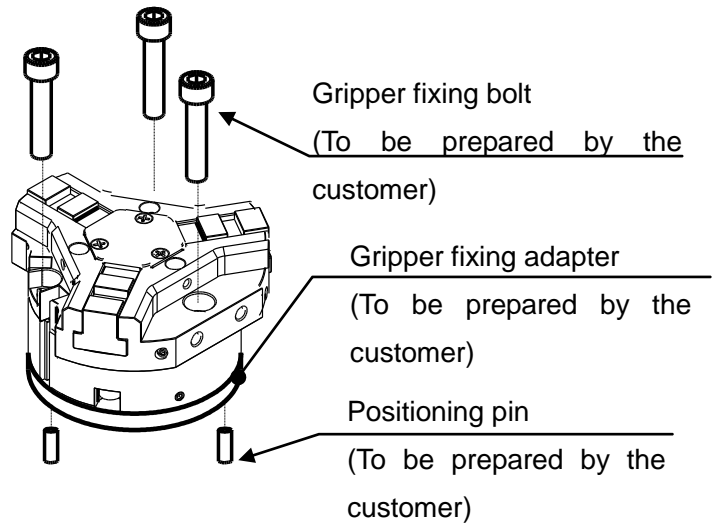 Gripper fixing bolt
(To be prepared by the
customer)
Gripper fixing adapter
(To be prepared by the
customer)
Positioning pin
(To be prepared by the
customer)